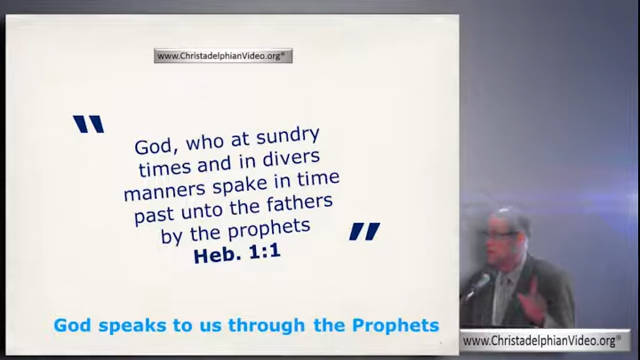 www.ChristadelphianVideo.org®
"
God, who at sundry
times and in divers
manners spake in time
past unto the fathers
by the prophets
"
Heb. 1:1
God speaks to us through the Prophets
www.ChristadelphianVideo.org®